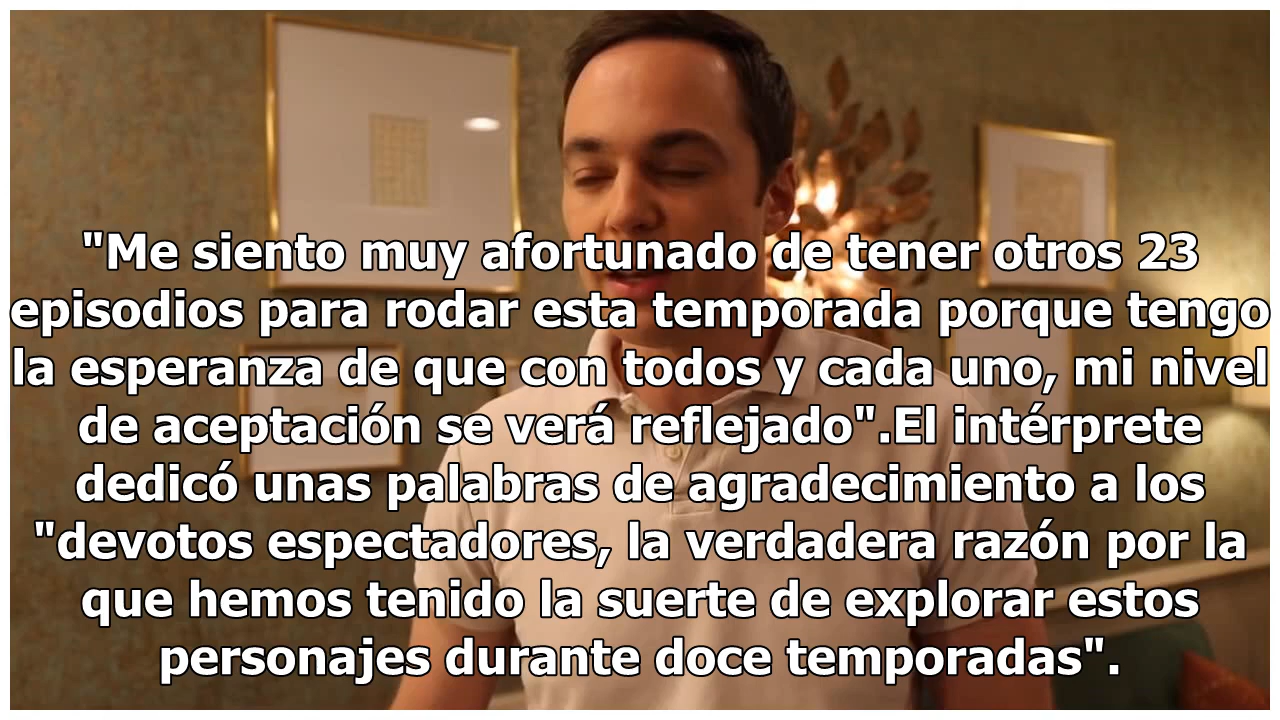 "Me siento muy afortunado de tener otros 23
episodios para rodar esta temporada porque tengo
la esperanza de que con todos y cada uno, mi nivel
de aceptación se verá reflejado".El intérprete
dedicó unas palabras de agradecimiento a los
"devotos espectadores, la verdadera razón por la
que hemos tenido la suerte de explorar estos
personajes durante doce temporadas".